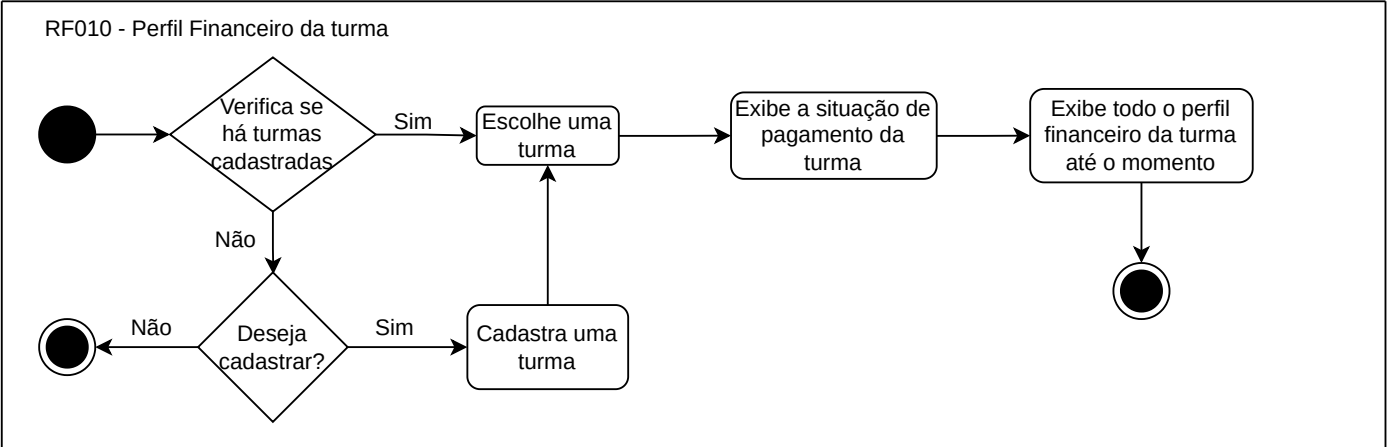 RF010 - Perfil Financeiro da turma
Verifica se
há turmas
cadastradas
Sim
Escolhe uma
turma
Exibe a situação de
pagamento da
turma
Exibe todo o perfil
financeiro da turma
até o momento
Não
Não
Deseja
cadastrar?
Sim
Cadastra uma
turma